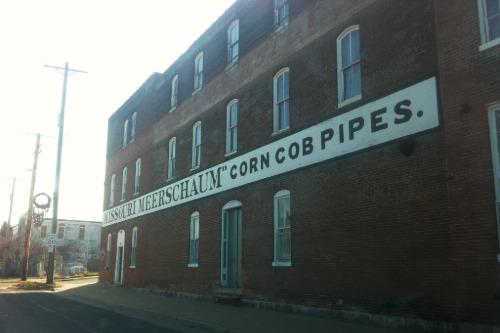 "MISSOURI MEERSCHAUM" CORN COB PIPES.